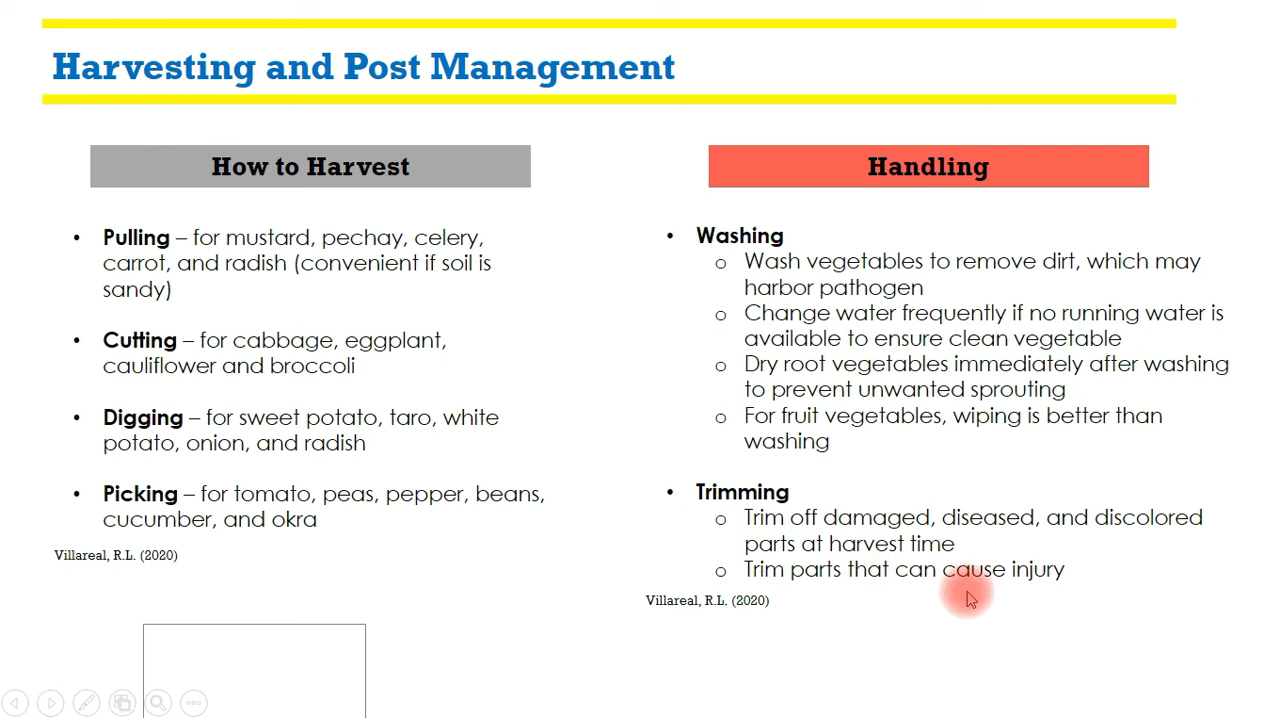 Harvesting and Post Management
How to Harvest
• Pulling – for mustard, pechay, celery,
carrot, and radish (convenient if soil is
sandy)
• Cutting – for cabbage, eggplant,
cauliflower and broccoli
• Digging – for sweet potato, taro, white
potato, onion, and radish
• Picking – for tomato, peas, pepper, beans,
cucumber, and okra
Villareal, R.L. (2020)
Handling
• Washing
o Wash vegetables to remove dirt, which may
harbor pathogen
o Change water frequently if no running water is
available to ensure clean vegetable
o Dry root vegetables immediately after washing
to prevent unwanted sprouting
o For fruit vegetables, wiping is better than
washing
• Trimming
o Trim off damaged, diseased, and discolored
parts at harvest time
o Trim parts that can cause injury
Villareal, R.L. (2020)